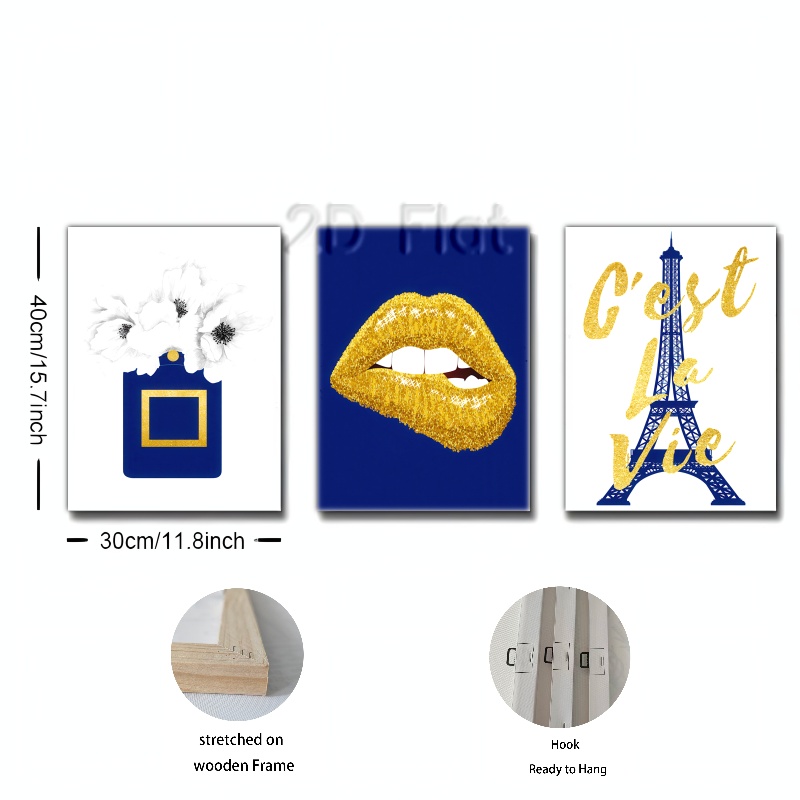 2D Flat
40cm/15.7inch
C'est
La
Vie
30cm/11.8inch
stretched on
wooden Frame
Hook
Ready to Hang